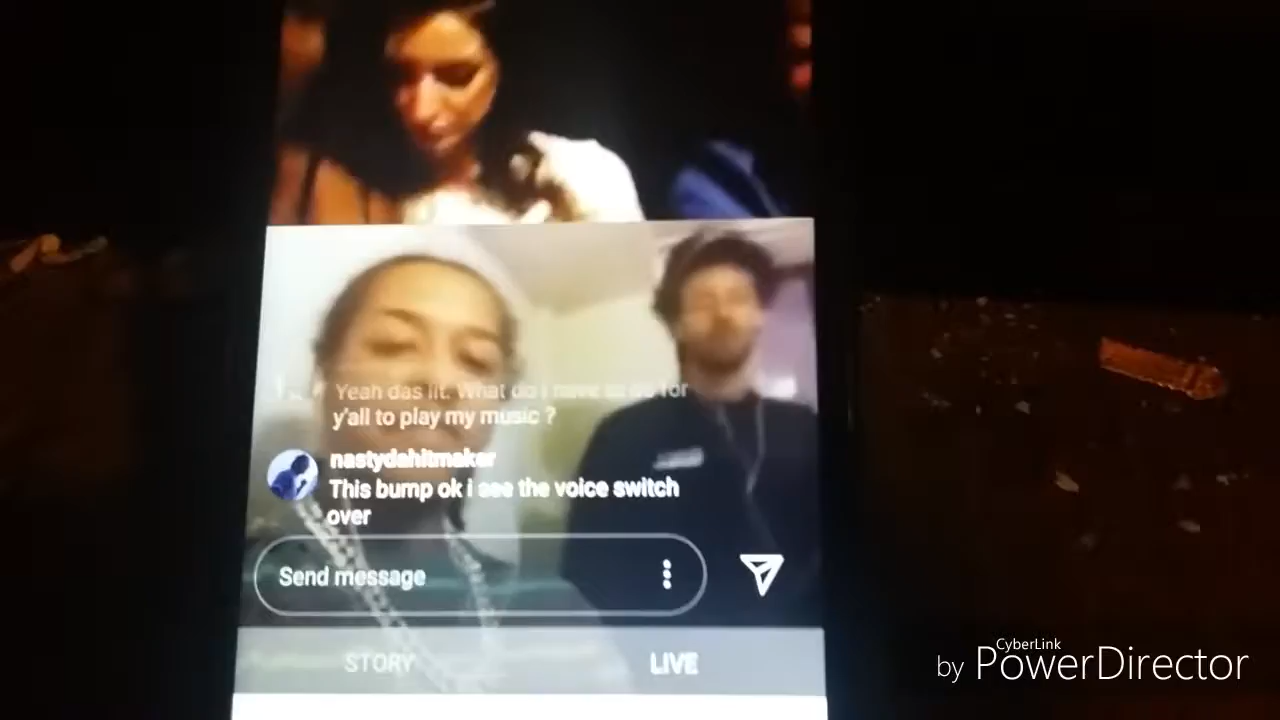 Yeah das lit. What do i have to do for
y'all to play my music ?
nastydahitmaker
This bump ok i see the voice switch
over
Send message
STORY
LIVE
CyberLink
by PowerDirector